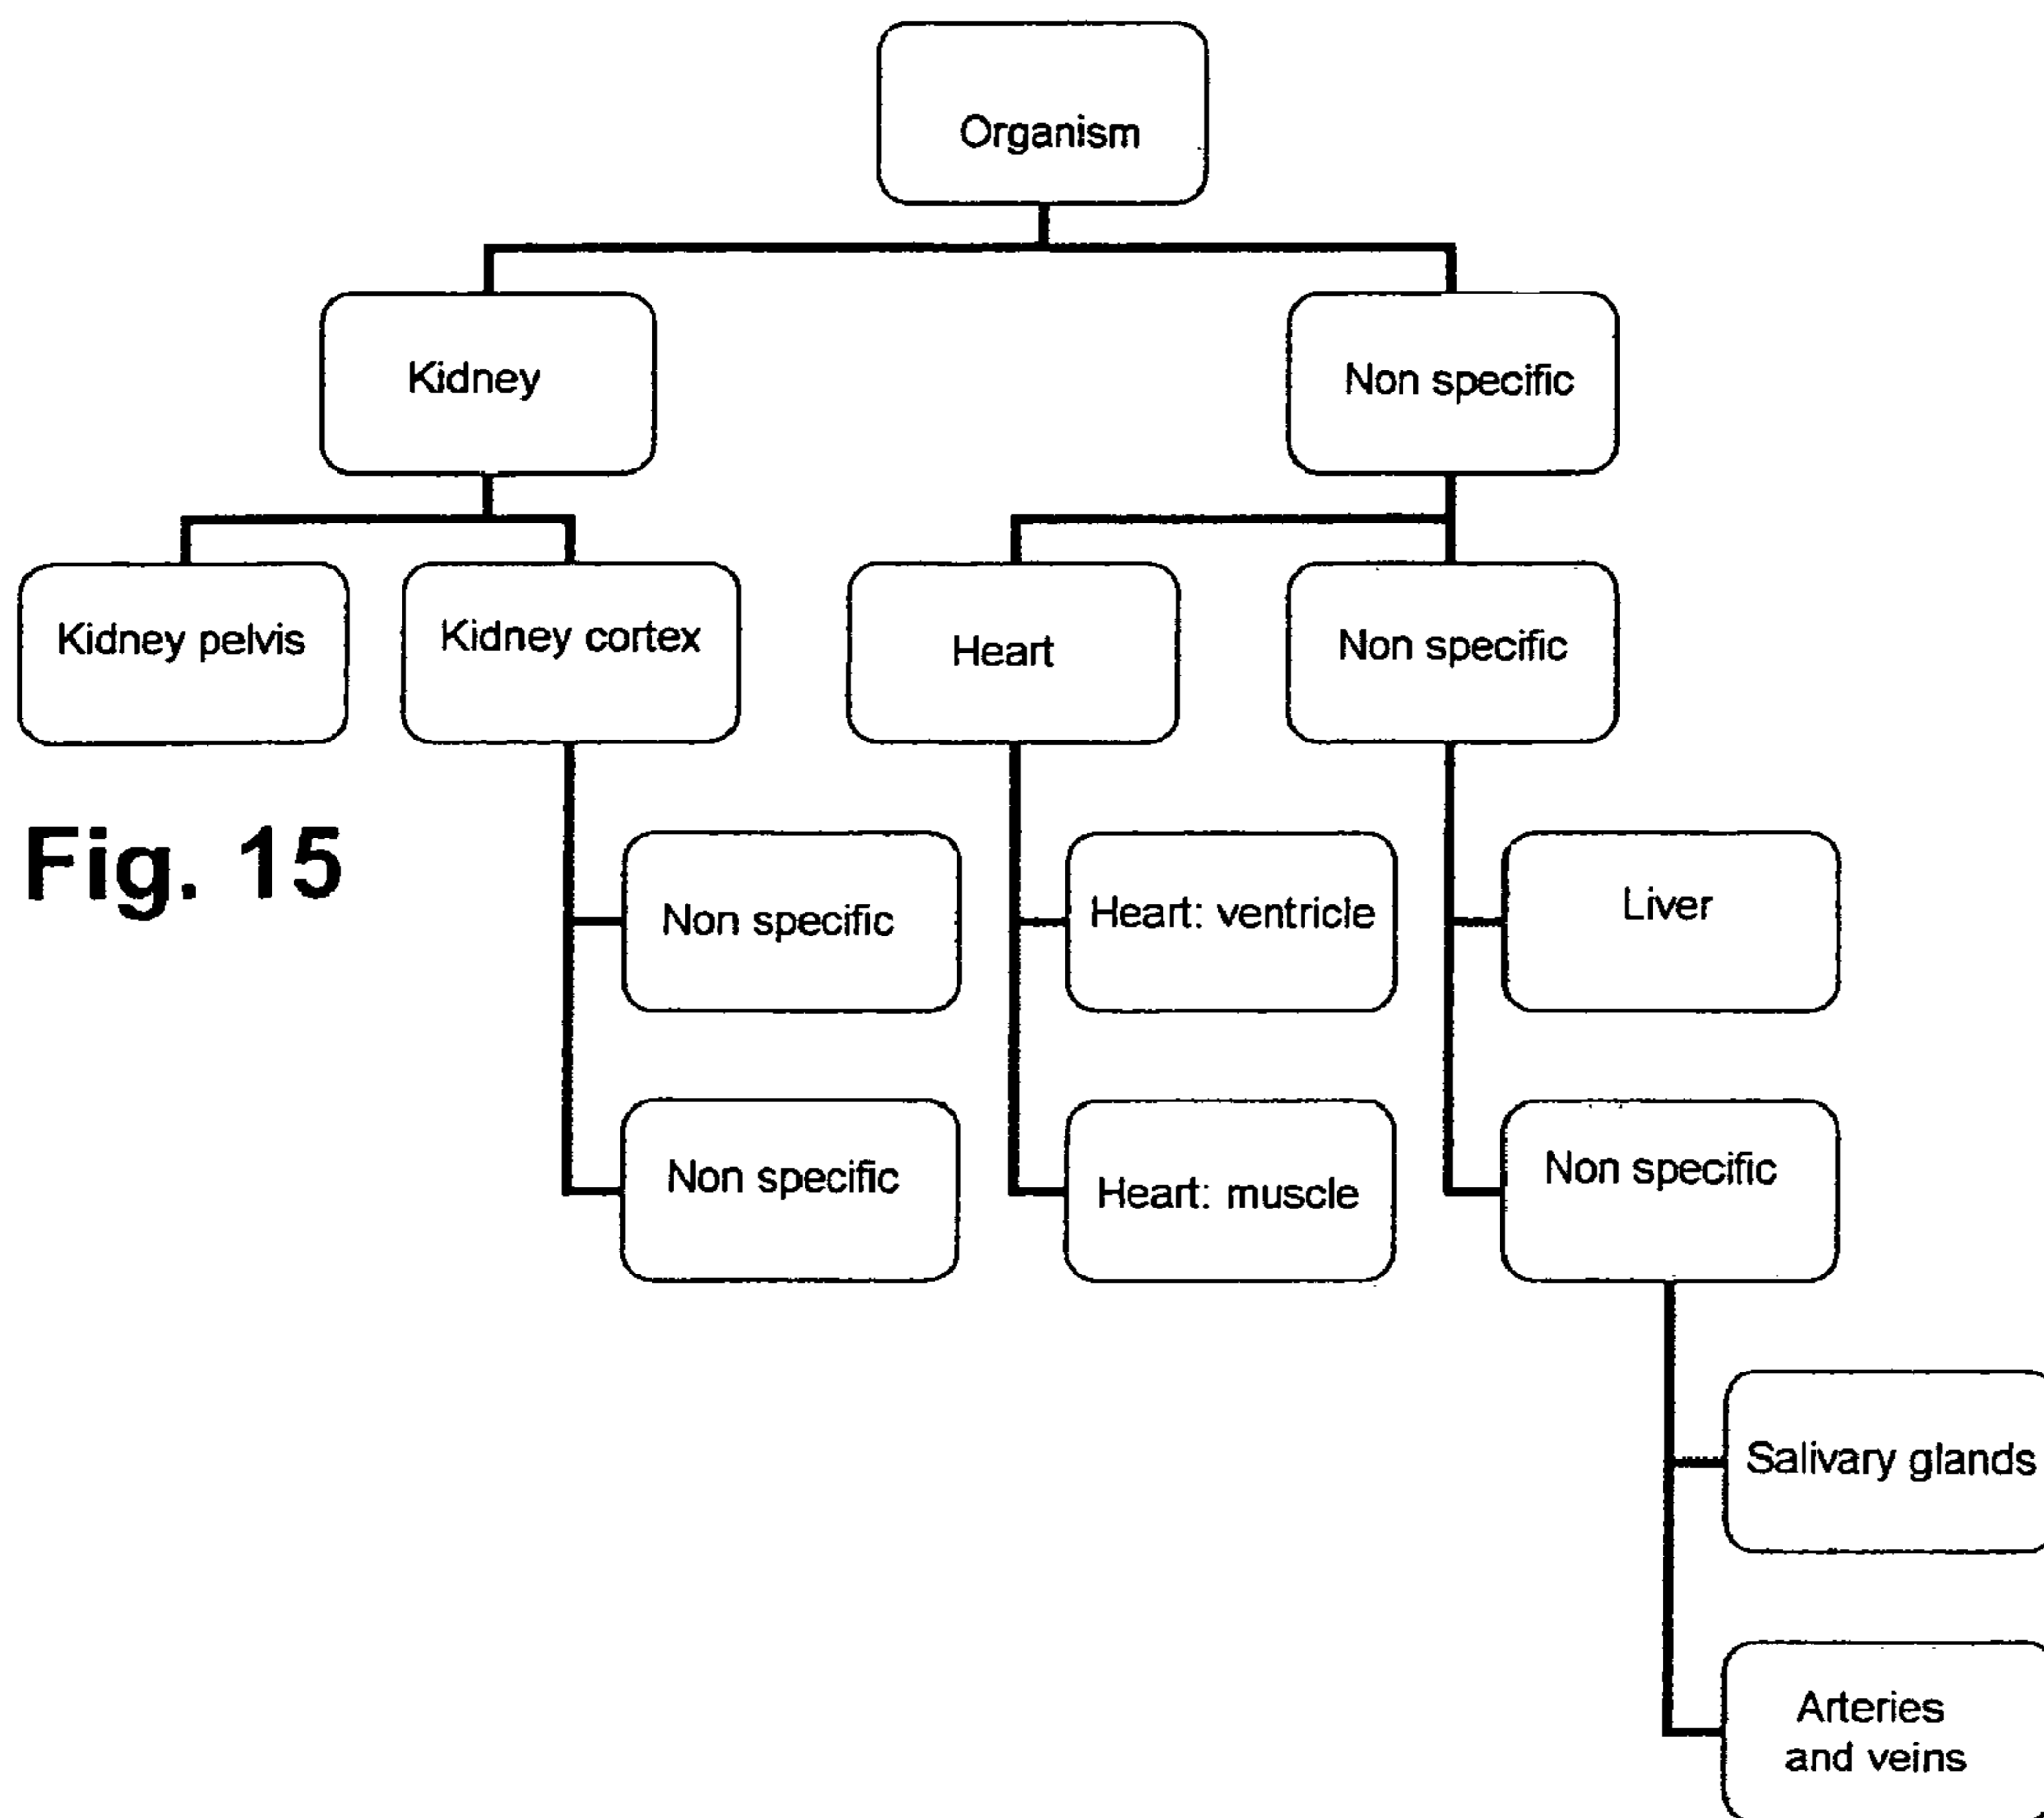 Organism
Kidney
Non specific
Kidney pelvis
Kidney cortex
Heart
Non specific
Fig. 15
Non specific
Heart: ventricle
Liver
Non specific
Heart: muscle
Non specific
Salivary glands
Arteries
and veins